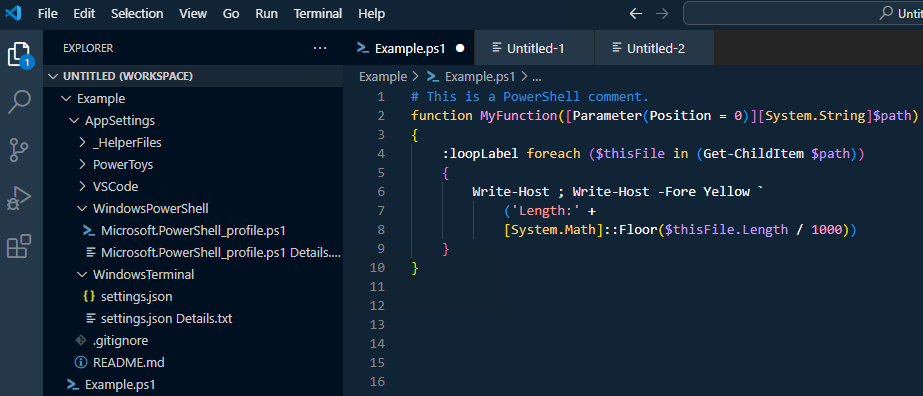 File Edit Selection View Go Run Terminal Help
Unti
EXPLORER
Example.ps1
Untitled-1
Untitled-2
1
UNTITLED (WORKSPACE)
Example
AppSettings
_HelperFiles
PowerToys
VSCode
WindowsPowerShell
Microsoft.PowerShell_profile.ps1
Microsoft.PowerShell_profile.ps1 Details....
WindowsTerminal
{} settings.json
settings.json Details.txt
.gitignore
README.md
Example.ps1
Example > Example.ps1 > ...
1 # This is a PowerShell comment.
2 function MyFunction([Parameter(Position = 0)][System.String]$path)
3 {
4 :loopLabel foreach ($thisFile in (Get-ChildItem $path))
5 {
6 Write-Host ; Write-Host -Fore Yellow `
7 ('Length:' +
8 [System.Math]::Floor($thisFile.Length / 1000))
9 }
10 }
11
12
13
14
15
16